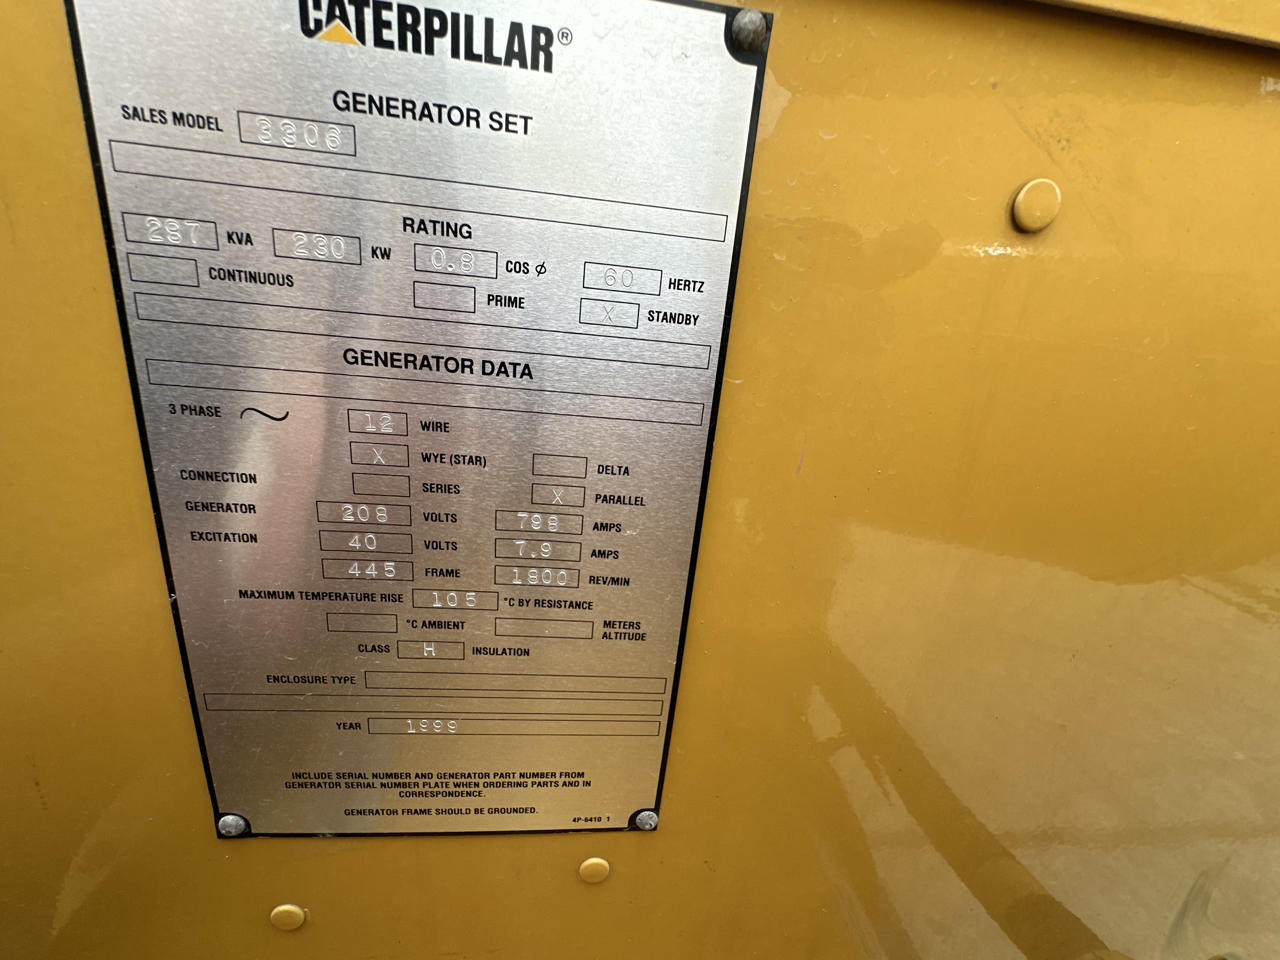 CATERPILLAR®
GENERATOR SET
SALES MODEL 3306
RATING
287 KVA 230 KW 0.8 COS ϕ 60 HERTZ
CONTINUOUS PRIME X STANDBY
GENERATOR DATA
3 PHASE 12 WIRE
X WYE (STAR) DELTA
CONNECTION SERIES X PARALLEL
GENERATOR 208 VOLTS 798 AMPS
EXCITATION 40 VOLTS 7.9 AMPS
445 FRAME 1800 REV/MIN
MAXIMUM TEMPERATURE RISE 105 °C BY RESISTANCE
°C AMBIENT METERS ALTITUDE
CLASS H INSULATION
ENCLOSURE TYPE
YEAR 1999
INCLUDE SERIAL NUMBER AND GENERATOR PART NUMBER FROM
GENERATOR SERIAL NUMBER PLATE WHEN ORDERING PARTS AND IN
CORRESPONDENCE.
GENERATOR FRAME SHOULD BE GROUNDED.
4P-6410 1